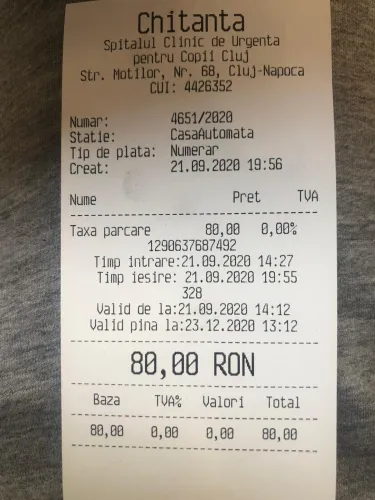 Chitanta
Spitalul Clinic de Urgenta
pentru Copii Cluj
Str. Motilor, Nr. 68, Cluj-Napoca
CUI: 4426352
Numar: 4651/2020
Statie: CasaAutomata
Tip de plata: Numerar
Creat: 21.09.2020 19:56
Nume Pret TVA
Taxa parcare 80,00 0,00%
1290637687492
Timp intrare:21.09.2020 14:27
Timp iesire: 21.09.2020 19:55
328
Valid de la:21.09.2020 14:12
Valid pina la:23.12.2020 13:12
80,00 RON
Baza TVA% Valori Total
80,00 0,00 0,00 80,00